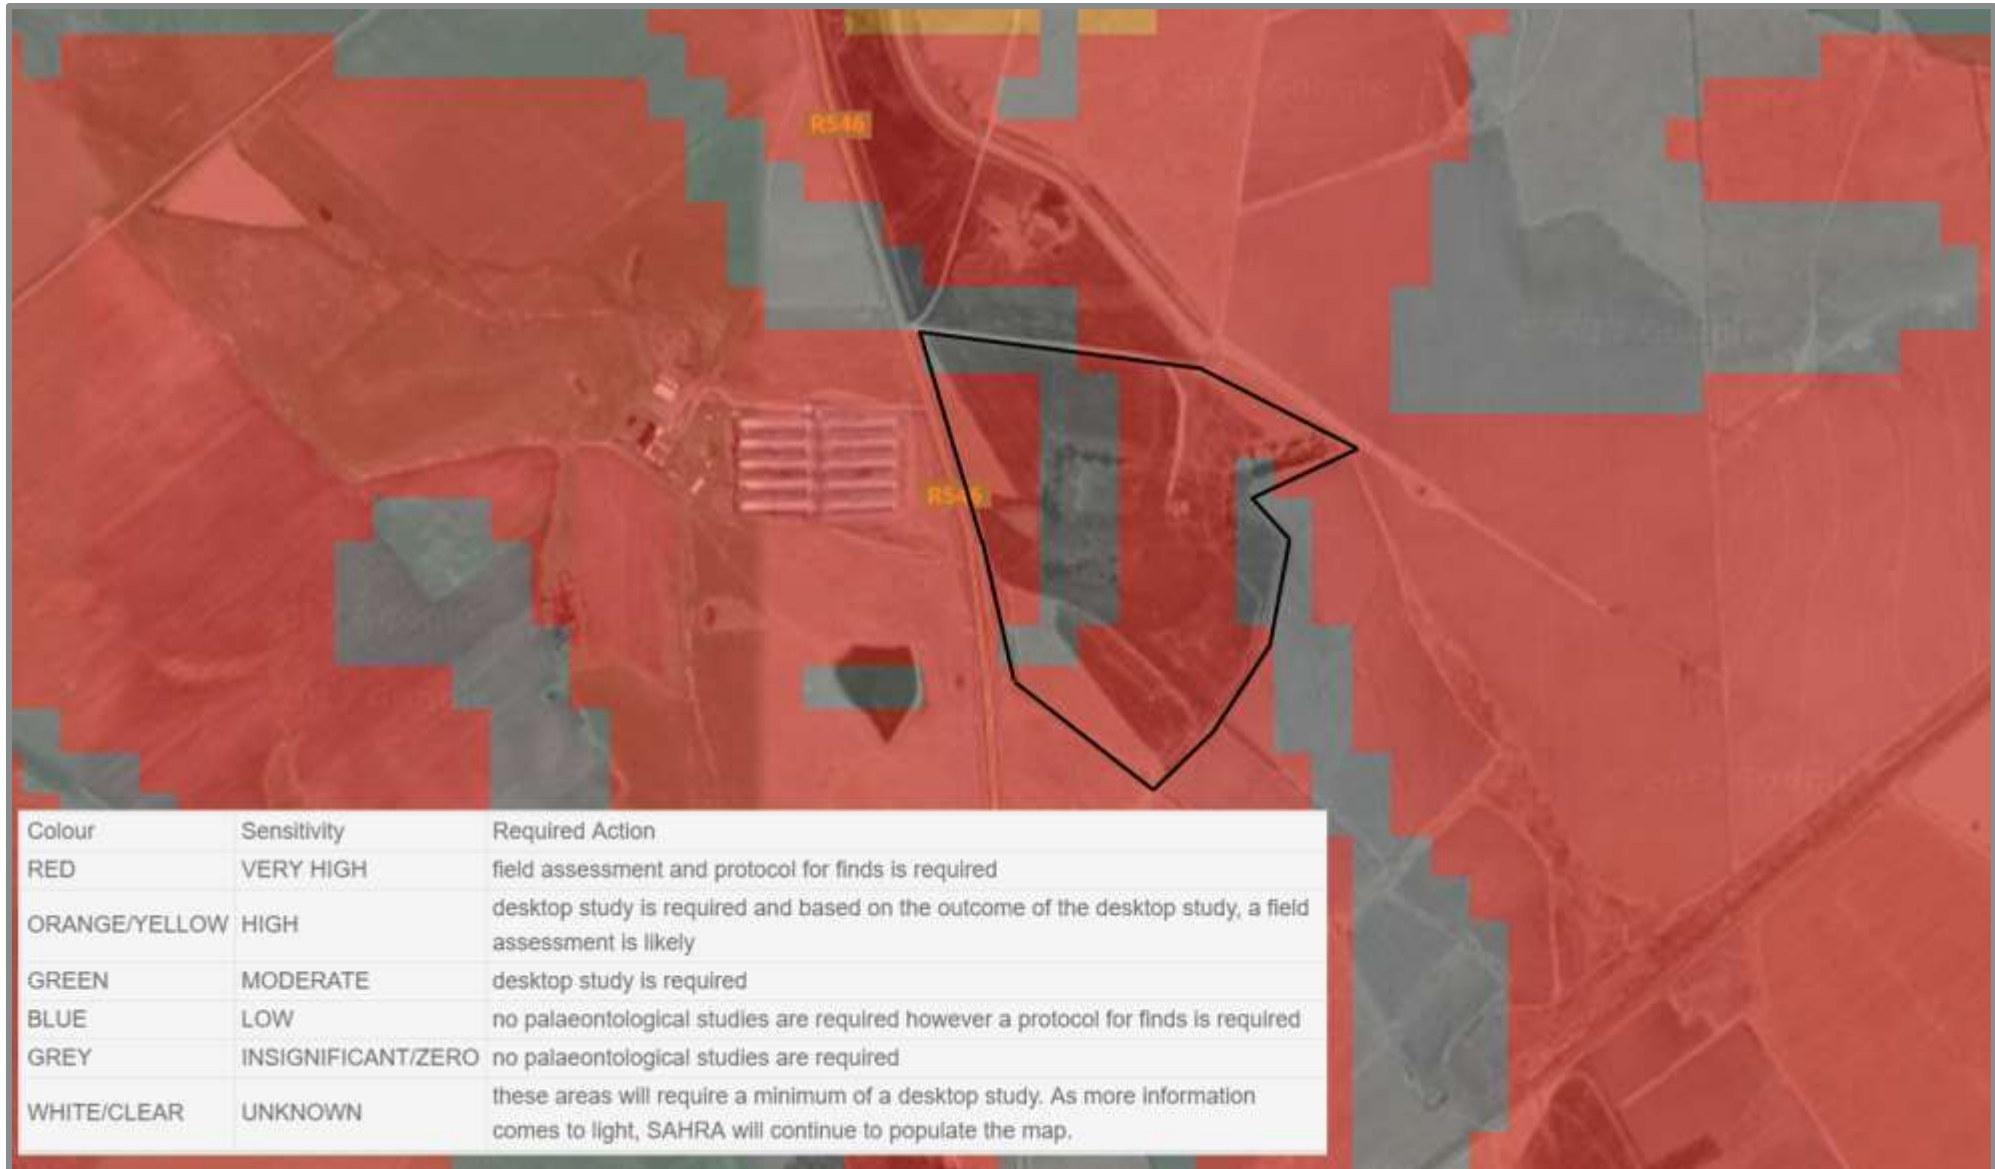 R546
R546
Colour Sensitivity Required Action
RED VERY HIGH field assessment and protocol for finds is required
ORANGE/YELLOW HIGH desktop study is required and based on the outcome of the desktop study, a field
assessment is likely
GREEN MODERATE desktop study is required
BLUE LOW no palaeontological studies are required however a protocol for finds is required
GREY INSIGNIFICANT/ZERO no palaeontological studies are required
WHITE/CLEAR UNKNOWN these areas will require a minimum of a desktop study. As more information
comes to light, SAHRA will continue to populate the map.